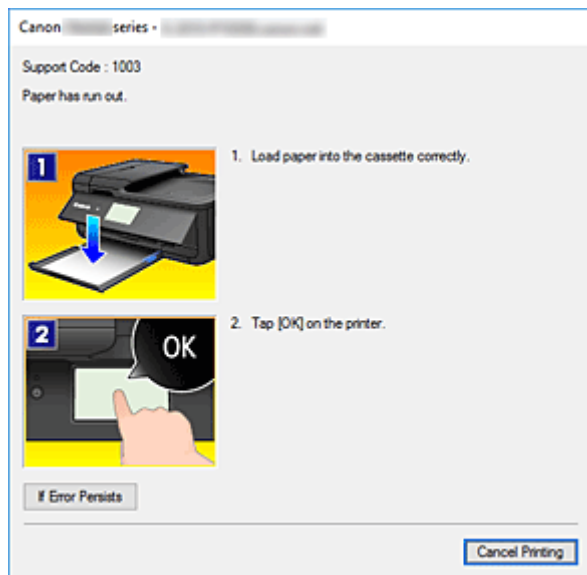 Canon series -
Support Code : 1003
Paper has run out.
1
1. Load paper into the cassette correctly.
2
OK
2. Tap [OK] on the printer.
If Error Persists
Cancel Printing